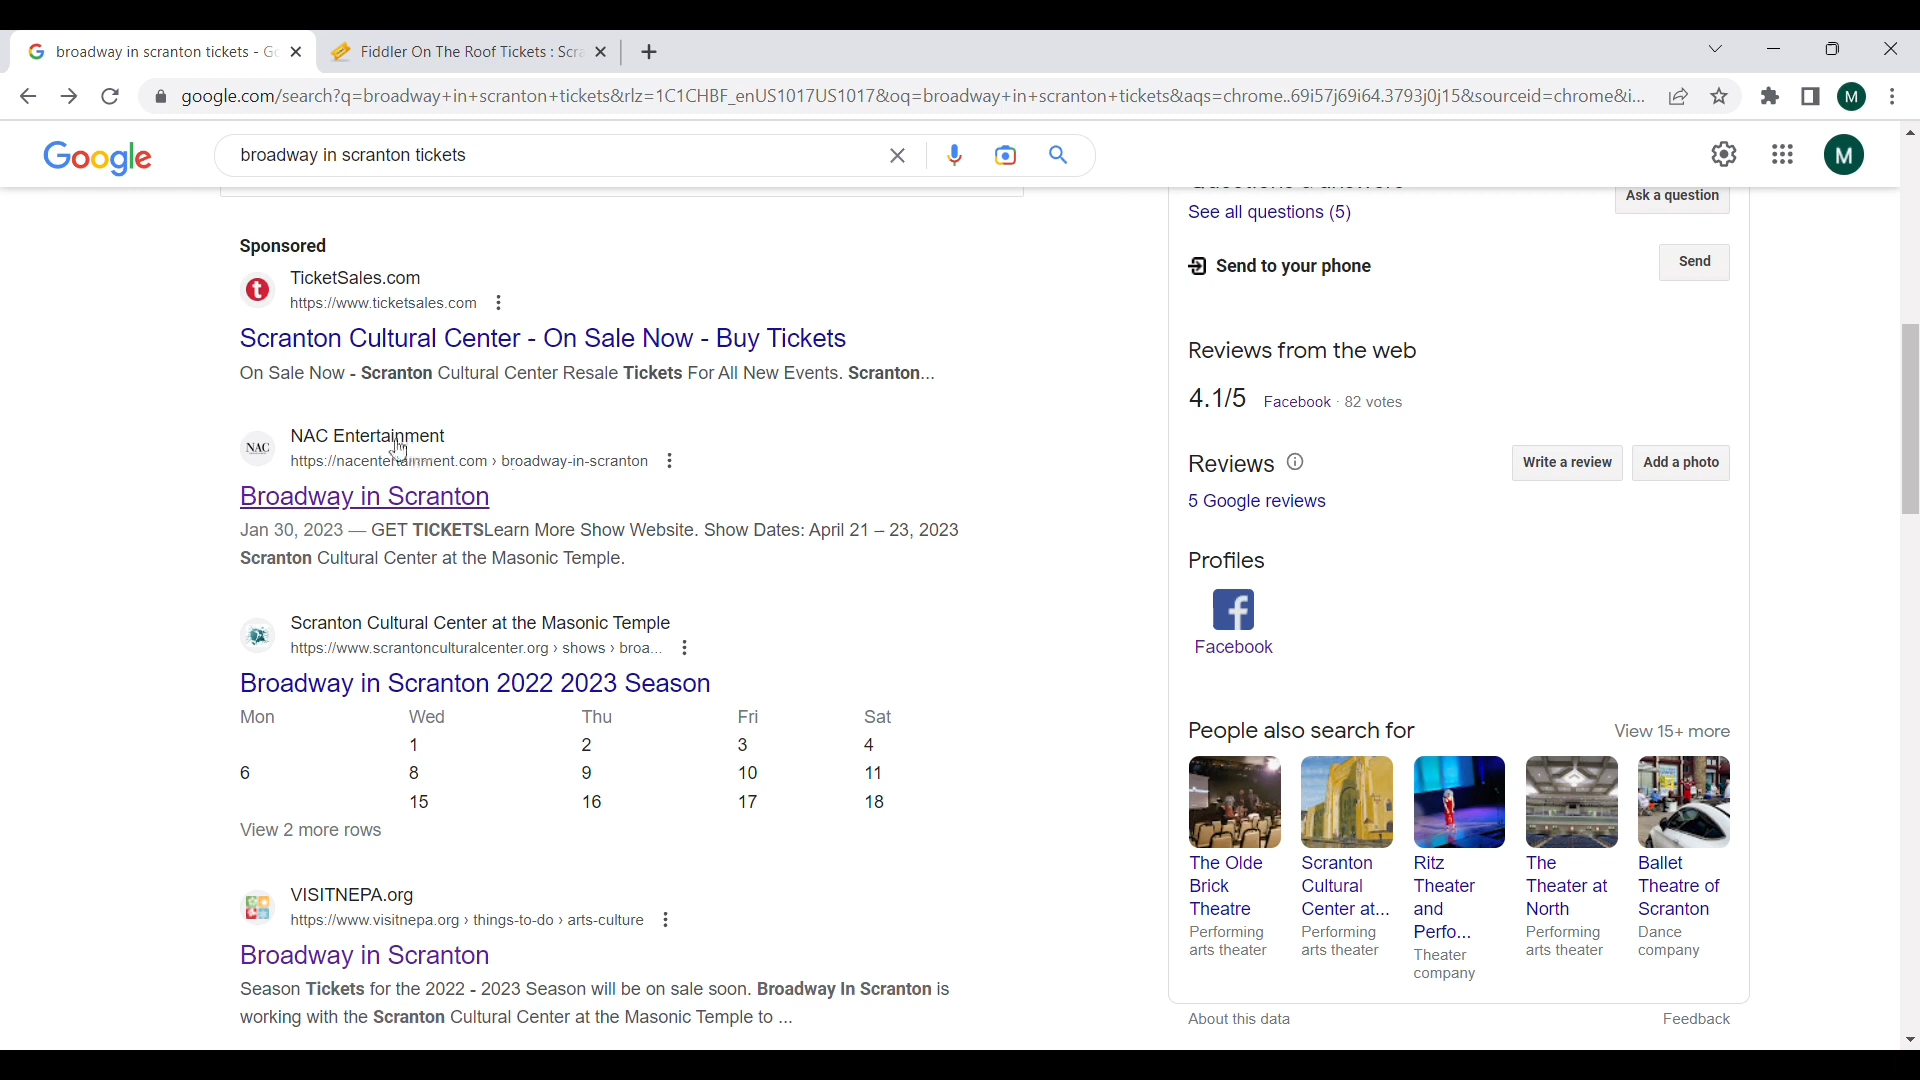 broadway in scranton tickets - Go
Fiddler On The Roof Tickets : Scra
google.com/search?q=broadway+in+scranton+tickets&rlz=1C1CHBF_enUS1017US1017&oq=broadway+in+scranton+tickets&aqs=chrome..69i57j69i64.3793j0j15&sourceid=chrome&i...
M
Google
broadway in scranton tickets
M
Ask a question
See all questions (5)
Sponsored
Send to your phone
Send
TicketSales.com
https://www.ticketsales.com
Scranton Cultural Center - On Sale Now - Buy Tickets
On Sale Now - Scranton Cultural Center Resale Tickets For All New Events. Scranton...
Reviews from the web
4.1/5 Facebook · 82 votes
NAC
NAC Entertainment
https://nacentertainment.com › broadway-in-scranton
Broadway in Scranton
Jan 30, 2023 — GET TICKETSLearn More Show Website. Show Dates: April 21 – 23, 2023
Scranton Cultural Center at the Masonic Temple.
Reviews
Write a review
Add a photo
5 Google reviews
Profiles
Facebook
Scranton Cultural Center at the Masonic Temple
https://www.scrantonculturalcenter.org › shows › broa...
Broadway in Scranton 2022 2023 Season
Mon Wed Thu Fri Sat
1 2 3 4
6 8 9 10 11
15 16 17 18
View 2 more rows
People also search for
View 15+ more
The Olde
Brick
Theatre
Performing
arts theater
Scranton
Cultural
Center at...
Performing
arts theater
Ritz
Theater
and
Perfo...
Theater
company
The
Theater at
North
Performing
arts theater
Ballet
Theatre of
Scranton
Dance
company
VISITNEPA.org
https://www.visitnepa.org › things-to-do › arts-culture
Broadway in Scranton
Season Tickets for the 2022 - 2023 Season will be on sale soon. Broadway In Scranton is
working with the Scranton Cultural Center at the Masonic Temple to ...
About this data
Feedback